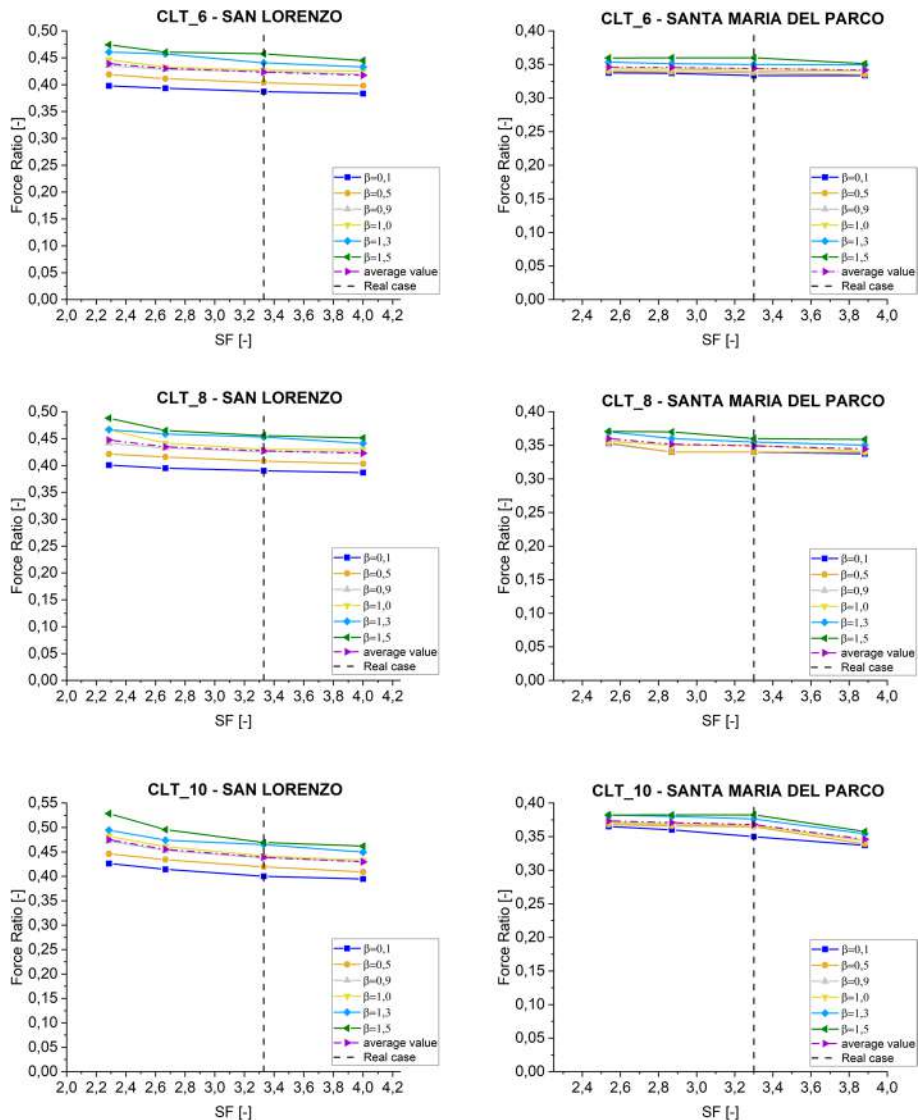 CLT_6 - SAN LORENZO
0,50
0,45
0,40
0,35
0,30
0,25
0,20
0,15
0,10
0,05
0,00
Force Ratio [-]
β=0,1
β=0,5
β=0,9
β=1,0
β=1,3
β=1,5
average value
Real case
2,0 2,2 2,4 2,6 2,8 3,0 3,2 3,4 3,6 3,8 4,0 4,2
SF [-]
CLT_6 - SANTA MARIA DEL PARCO
0,40
0,35
0,30
0,25
0,20
0,15
0,10
0,05
0,00
Force Ratio [-]
β=0,1
β=0,5
β=0,9
β=1,0
β=1,3
β=1,5
average value
Real case
2,4 2,6 2,8 3,0 3,2 3,4 3,6 3,8 4,0
SF [-]
CLT_8 - SAN LORENZO
0,50
0,45
0,40
0,35
0,30
0,25
0,20
0,15
0,10
0,05
0,00
Force Ratio [-]
β=0,1
β=0,5
β=0,9
β=1,0
β=1,3
β=1,5
average value
Real case
2,0 2,2 2,4 2,6 2,8 3,0 3,2 3,4 3,6 3,8 4,0 4,2
SF [-]
CLT_8 - SANTA MARIA DEL PARCO
0,40
0,35
0,30
0,25
0,20
0,15
0,10
0,05
0,00
Force Ratio [-]
β=0,1
β=0,5
β=0,9
β=1,0
β=1,3
β=1,5
average value
Real case
2,4 2,6 2,8 3,0 3,2 3,4 3,6 3,8 4,0
SF [-]
CLT_10 - SAN LORENZO
0,55
0,50
0,45
0,40
0,35
0,30
0,25
0,20
0,15
0,10
0,05
0,00
Force Ratio [-]
β=0,1
β=0,5
β=0,9
β=1,0
β=1,3
β=1,5
average value
Real case
2,0 2,2 2,4 2,6 2,8 3,0 3,2 3,4 3,6 3,8 4,0 4,2
SF [-]
CLT_10 - SANTA MARIA DEL PARCO
0,40
0,35
0,30
0,25
0,20
0,15
0,10
0,05
0,00
Force Ratio [-]
β=0,1
β=0,5
β=0,9
β=1,0
β=1,3
β=1,5
average value
Real case
2,4 2,6 2,8 3,0 3,2 3,4 3,6 3,8 4,0
SF [-]